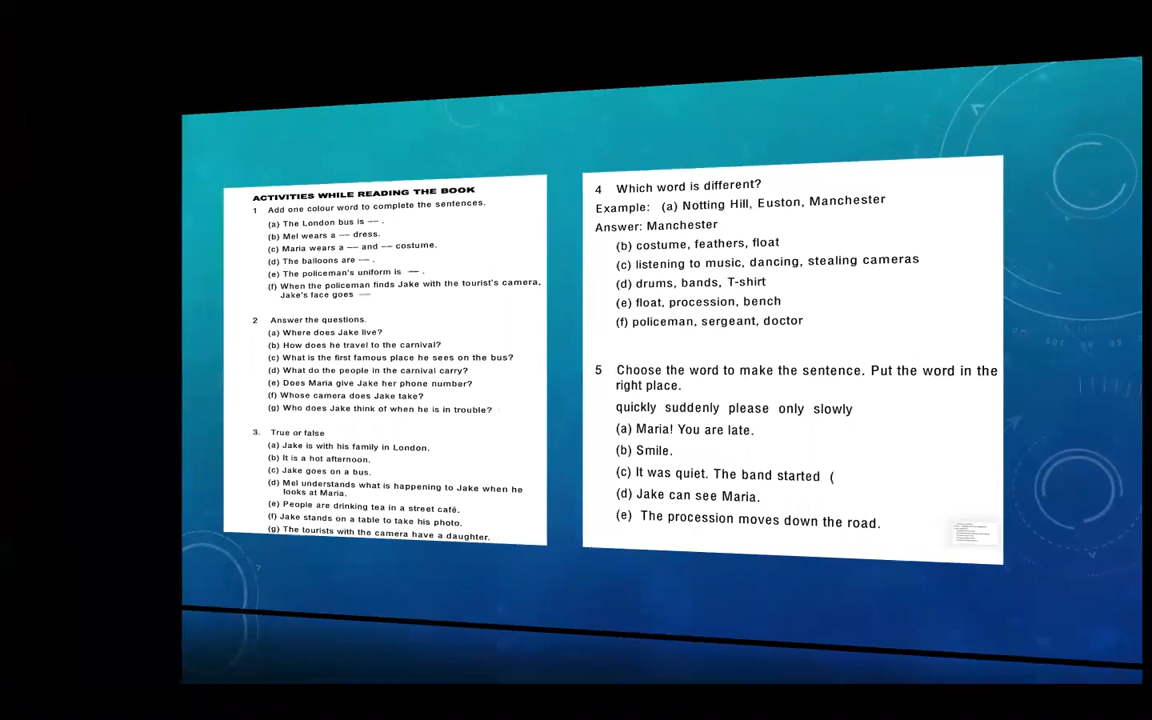 ACTIVITIES WHILE READING THE BOOK
1 Add one colour word to complete the sentences.
(a) The London bus is — .
(b) Mel wears a — dress.
(c) Maria wears a — and — costume.
(d) The balloons are — .
(e) The policeman's uniform is — .
(f) When the policeman finds Jake with the tourist's camera,
Jake's face goes —
2 Answer the questions.
(a) Where does Jake live?
(b) How does he travel to the carnival?
(c) What is the first famous place he sees on the bus?
(d) What do the people in the carnival carry?
(e) Does Maria give Jake her phone number?
(f) Whose camera does Jake take?
(g) Who does Jake think of when he is in trouble?
3. True or false
(a) Jake is with his family in London.
(b) It is a hot afternoon.
(c) Jake goes on a bus.
(d) Mel understands what is happening to Jake when he
looks at Maria.
(e) People are drinking tea in a street café.
(f) Jake stands on a table to take his photo.
(g) The tourists with the camera have a daughter.
4 Which word is different?
Example: (a) Notting Hill, Euston, Manchester
Answer: Manchester
(b) costume, feathers, float
(c) listening to music, dancing, stealing cameras
(d) drums, bands, T-shirt
(e) float, procession, bench
(f) policeman, sergeant, doctor
5 Choose the word to make the sentence. Put the word in the
right place.
quickly suddenly please only slowly
(a) Maria! You are late.
(b) Smile.
(c) It was quiet. The band started (
(d) Jake can see Maria.
(e) The procession moves down the road.